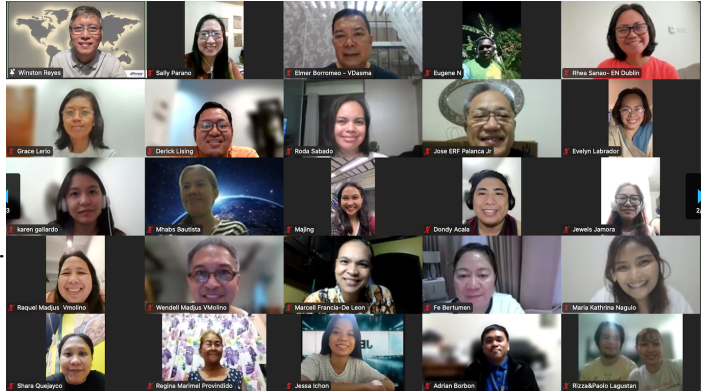 Winston Reyes
Sally Parano
Elmer Borromeo - VDasma
Eugene N
Rhea Sanao- EN Dublin
Grace Lerio
Derick Lising
Roda Sabado
Jose ERF Palanca Jr
Evelyn Labrador
karen gallardo
Mhabs Bautista
Majing
Dondy Acala
Jewels Jamora
Raquel Madjus Vmolino
Wendell Madjus VMolino
Marcell Francia-De Leon
Fe Bertumen
Maria Kathrina Naguio
Shara Quejayco
Regina Marimel Provindido
Jessa Ichon
Adrian Borbon
Rizza&Paolo Lagustan